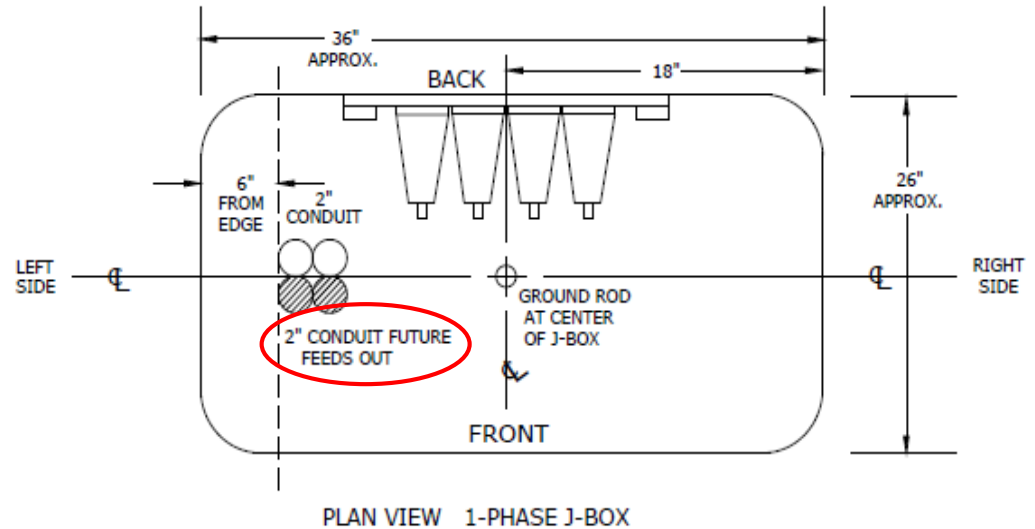 36"
APPROX.
BACK
18"
6"
FROM
EDGE
2"
CONDUIT
26"
APPROX.
LEFT
SIDE
℄
℄
RIGHT
SIDE
GROUND ROD
AT CENTER
OF J-BOX
2" CONDUIT FUTURE
FEEDS OUT
℄
FRONT
PLAN VIEW 1-PHASE J-BOX